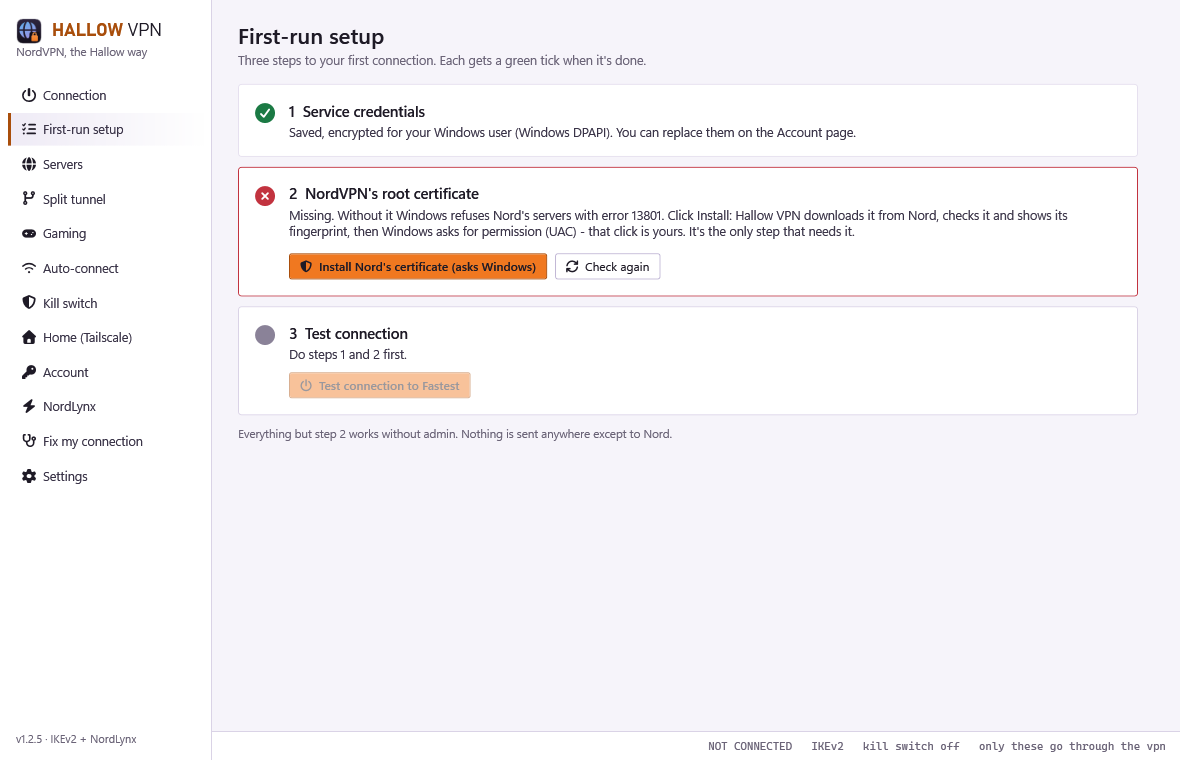 HALLOW VPN
NordVPN, the Hallow way
Connection
First-run setup
Servers
Split tunnel
Gaming
Auto-connect
Kill switch
Home (Tailscale)
Account
NordLynx
Fix my connection
Settings
v1.2.5 · IKEv2 + NordLynx
First-run setup
Three steps to your first connection. Each gets a green tick when it's done.
1 Service credentials
Saved, encrypted for your Windows user (Windows DPAPI). You can replace them on the Account page.
2 NordVPN's root certificate
Missing. Without it Windows refuses Nord's servers with error 13801. Click Install: Hallow VPN downloads it from Nord, checks it and shows its
fingerprint, then Windows asks for permission (UAC) - that click is yours. It's the only step that needs it.
Install Nord's certificate (asks Windows)
Check again
3 Test connection
Do steps 1 and 2 first.
Test connection to Fastest
Everything but step 2 works without admin. Nothing is sent anywhere except to Nord.
NOT CONNECTED IKEv2 kill switch off only these go through the vpn